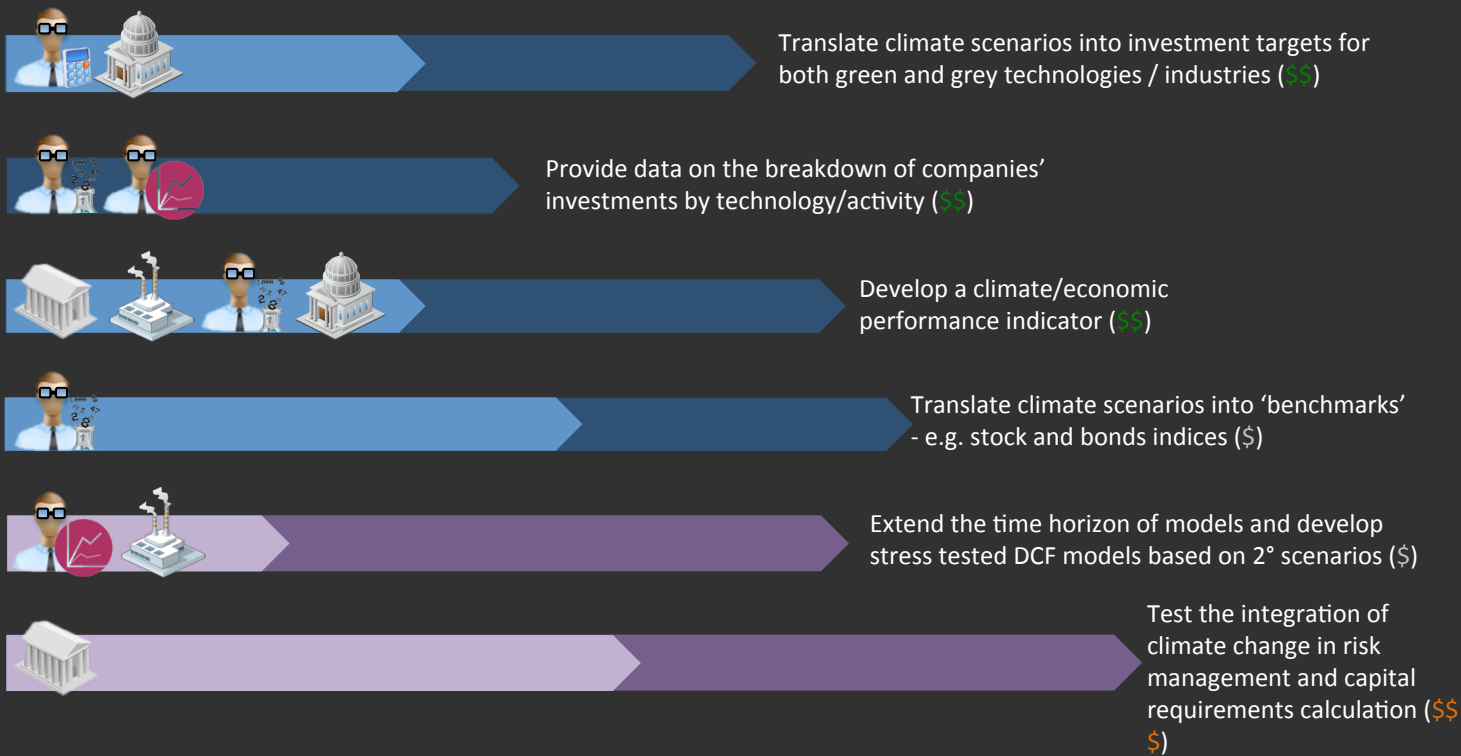 Translate climate scenarios into investment targets for
both green and grey technologies / industries ($$)
Provide data on the breakdown of companies’
investments by technology/activity ($$)
Develop a climate/economic
performance indicator ($$)
Translate climate scenarios into ‘benchmarks’
- e.g. stock and bonds indices ($)
Extend the time horizon of models and develop
stress tested DCF models based on 2° scenarios ($)
Test the integration of
climate change in risk
management and capital
requirements calculation ($$
$)